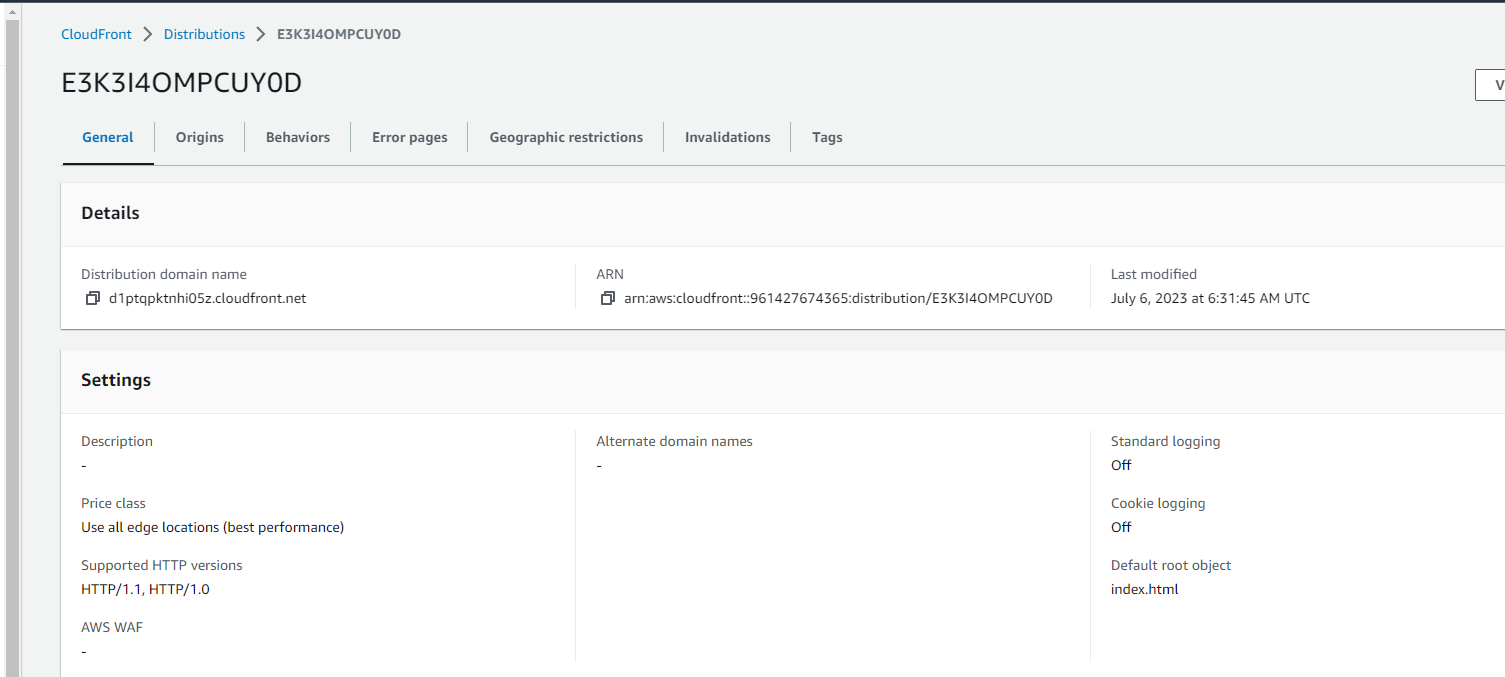 CloudFront > Distributions > E3K3I4OMPCUY0D
E3K3I4OMPCUY0D
V
General Origins Behaviors Error pages Geographic restrictions Invalidations Tags
Details
Distribution domain name
d1ptqpktnhi05z.cloudfront.net
ARN
arn:aws:cloudfront::961427674365:distribution/E3K3I4OMPCUY0D
Last modified
July 6, 2023 at 6:31:45 AM UTC
Settings
Description
-
Price class
Use all edge locations (best performance)
Supported HTTP versions
HTTP/1.1, HTTP/1.0
AWS WAF
-
Alternate domain names
-
Standard logging
Off
Cookie logging
Off
Default root object
index.html